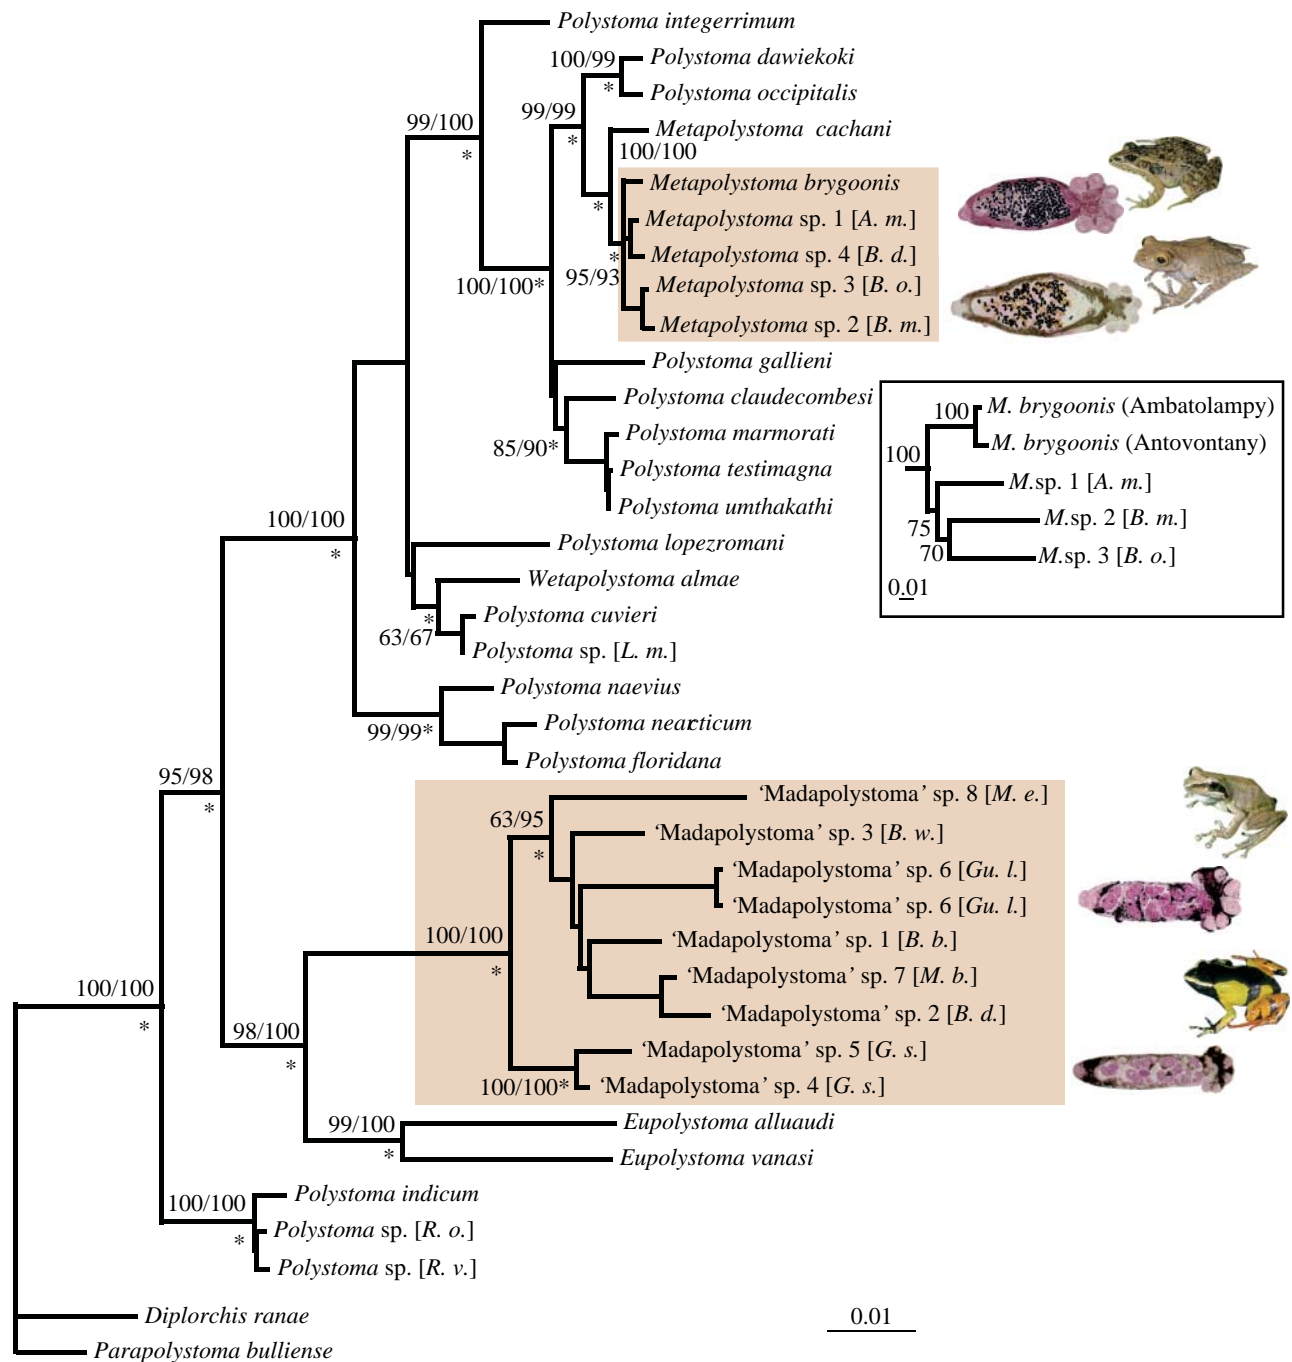 Polystoma integerrimum
100/99
Polystoma dawiekoki
*
Polystoma occipitalis
99/99
*
99/100
*
Metapolystoma cachani
100/100
*
Metapolystoma brygoonis
Metapolystoma sp. 1 [A. m.]
*
Metapolystoma sp. 4 [B. d.]
100/100*
95/93
Metapolystoma sp. 3 [B. o.]
Metapolystoma sp. 2 [B. m.]
Polystoma gallieni
Polystoma claudecombesi
Polystoma marmorati
85/90*
Polystoma testimagna
Polystoma umthakathi
100
M. brygoonis (Ambatolampy)
M. brygoonis (Antovontany)
100
M.sp. 1 [A. m.]
75
M.sp. 2 [B. m.]
70
M.sp. 3 [B. o.]
0.01
100/100
*
Polystoma lopezromani
Wetapolystoma almae
*
Polystoma cuvieri
63/67
Polystoma sp. [L. m.]
Polystoma naevius
99/99*
Polystoma nearcticum
Polystoma floridana
95/98
*
‘Madapolystoma’ sp. 8 [M. e.]
63/95
*
‘Madapolystoma’ sp. 3 [B. w.]
‘Madapolystoma’ sp. 6 [Gu. l.]
‘Madapolystoma’ sp. 6 [Gu. l.]
100/100
*
‘Madapolystoma’ sp. 1 [B. b.]
‘Madapolystoma’ sp. 7 [M. b.]
‘Madapolystoma’ sp. 2 [B. d.]
100/100
*
98/100
*
‘Madapolystoma’ sp. 5 [G. s.]
100/100*
‘Madapolystoma’ sp. 4 [G. s.]
99/100
*
Eupolystoma alluaudi
Eupolystoma vanasi
100/100
*
Polystoma indicum
Polystoma sp. [R. o.]
Polystoma sp. [R. v.]
Diplorchis ranae
0.01
Parapolystoma bulliense